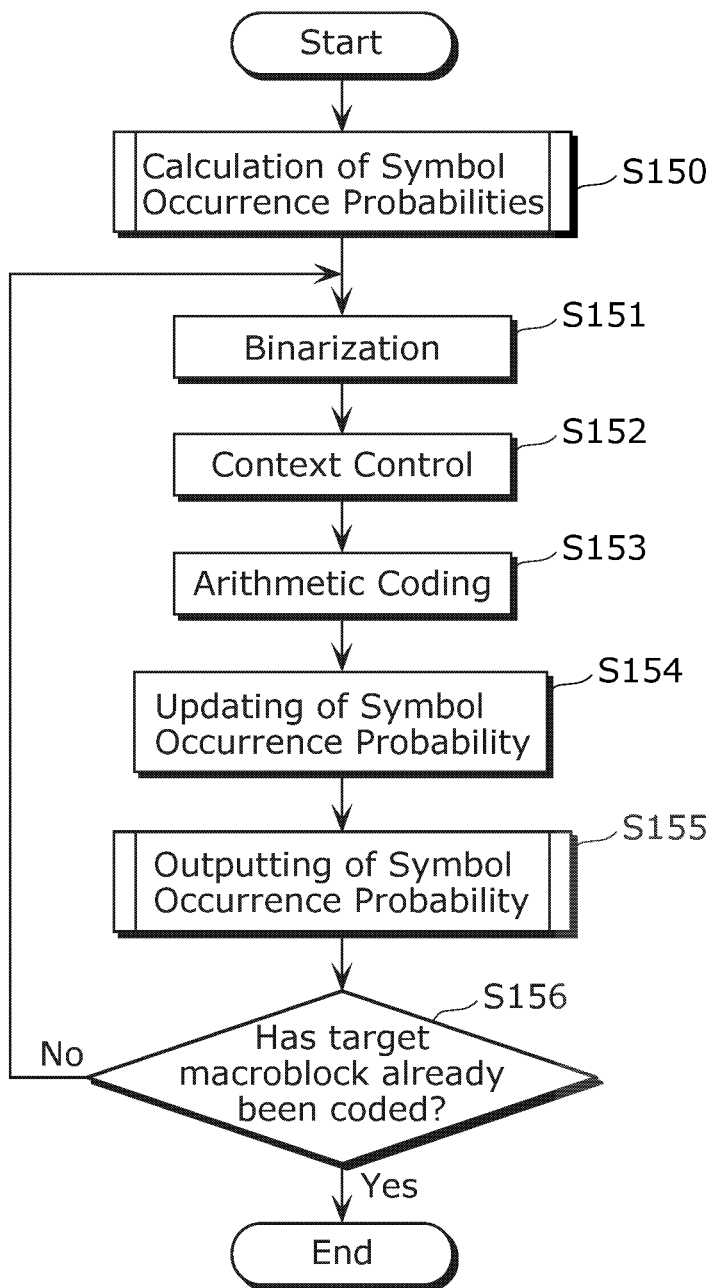 Start
Calculation of Symbol
Occurrence Probabilities
S150
Binarization
S151
Context Control
S152
Arithmetic Coding
S153
Updating of Symbol
Occurrence Probability
S154
Outputting of Symbol
Occurrence Probability
S155
Has target
macroblock already
been coded?
S156
No
Yes
End